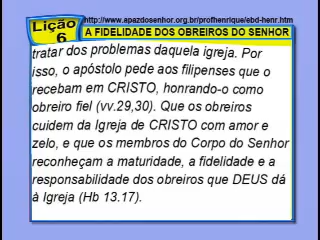 Lição
6
http://www.apazdosenhor.org.br/profhenrique/ebd-henr.htm
A FIDELIDADE DOS OBREIROS DO SENHOR
tratar dos problemas daquela igreja. Por
isso, o apóstolo pede aos filipenses que o
recebam em CRISTO, honrando-o como
obreiro fiel (vv.29,30). Que os obreiros
cuidem da Igreja de CRISTO com amor e
zelo, e que os membros do Corpo do Senhor
reconheçam a maturidade, a fidelidade e a
responsabilidade dos obreiros que DEUS dá
à Igreja (Hb 13.17).